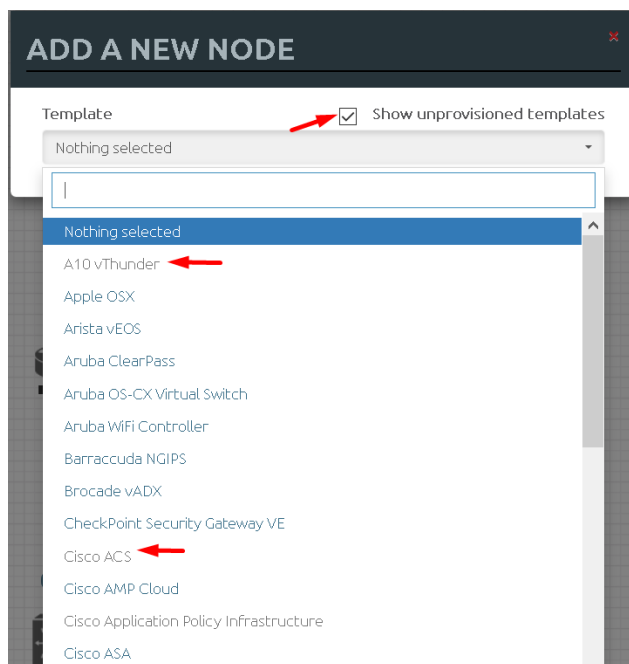 ADD A NEW NODE
Template
Show unprovisioned templates
Nothing selected
Nothing selected
A10 vThunder
Apple OSX
Arista vEOS
Aruba ClearPass
Aruba OS-CX Virtual Switch
Aruba WiFi Controller
Barraccuda NGIPS
Brocade vADX
CheckPoint Security Gateway VE
Cisco ACS
Cisco AMP Cloud
Cisco Application Policy Infrastructure
Cisco ASA